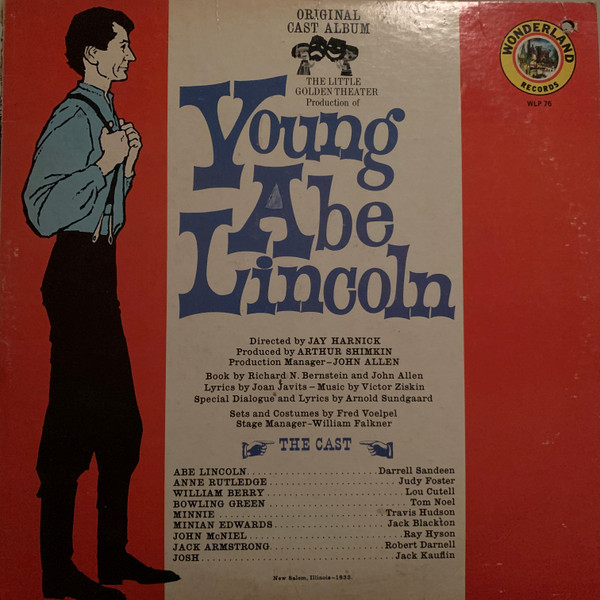 ORIGINAL
CAST ALBUM
THE LITTLE
GOLDEN THEATER
Production of
Young
Abe
Lincoln
WONDERLAND
RECORDS
WLP 76
Directed by JAY HARNICK
Produced by ARTHUR SHIMKIN
Production Manager—JOHN ALLEN
Book by Richard N. Bernstein and John Allen
Lyrics by Joan Javits — Music by Victor Ziskin
Special Dialogue and Lyrics by Arnold Sundgaard
Sets and Costumes by Fred Voelpel
Stage Manager—William Falkner
THE CAST
ABE LINCOLN Darrell Sandeen
ANNE RUTLEDGE Judy Foster
WILLIAM BERRY Lou Cutell
BOWLING GREEN Tom Noel
MINNIE Travis Hudson
MINIAN EDWARDS Jack Blackton
JOHN McNIEL Ray Hyson
JACK ARMSTRONG Robert Darnell
JOSH Jack Kauflin
New Salem, Illinois—1832.